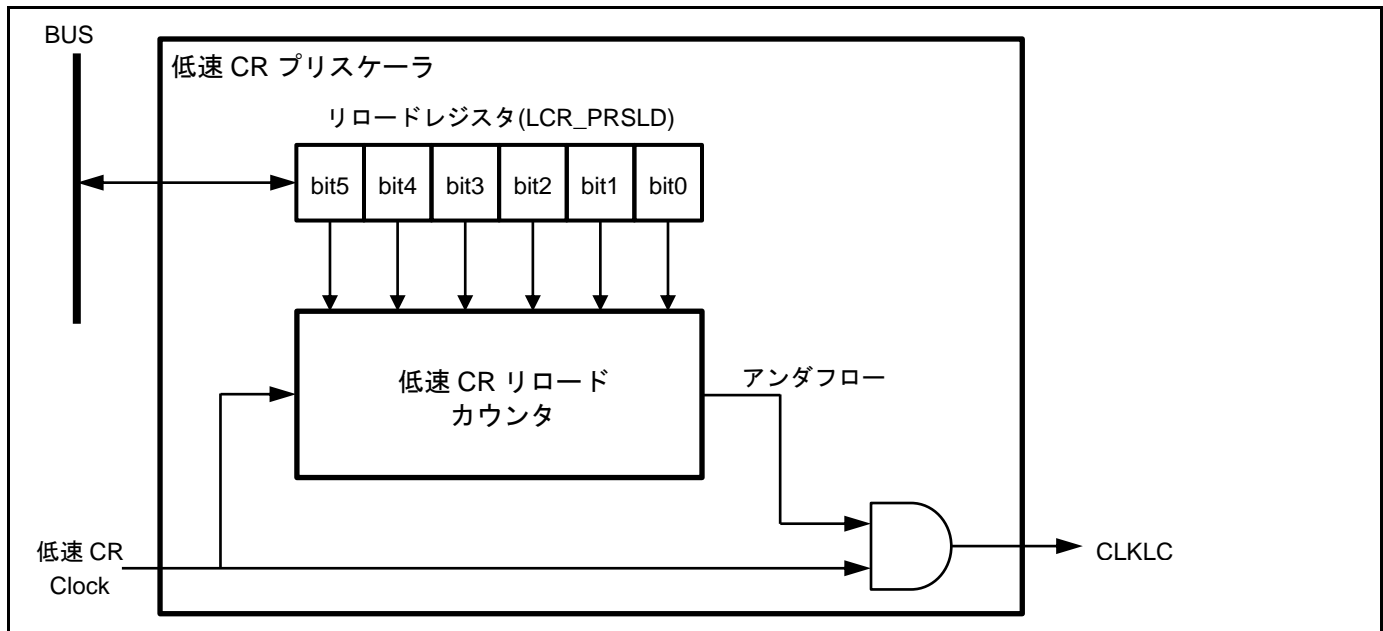 BUS
低速 CR プリスケーラ
リロードレジスタ(LCR_PRSLD)
bit5 bit4 bit3 bit2 bit1 bit0
低速 CR リロード
カウンタ
アンダフロー
低速 CR
Clock
CLKLC